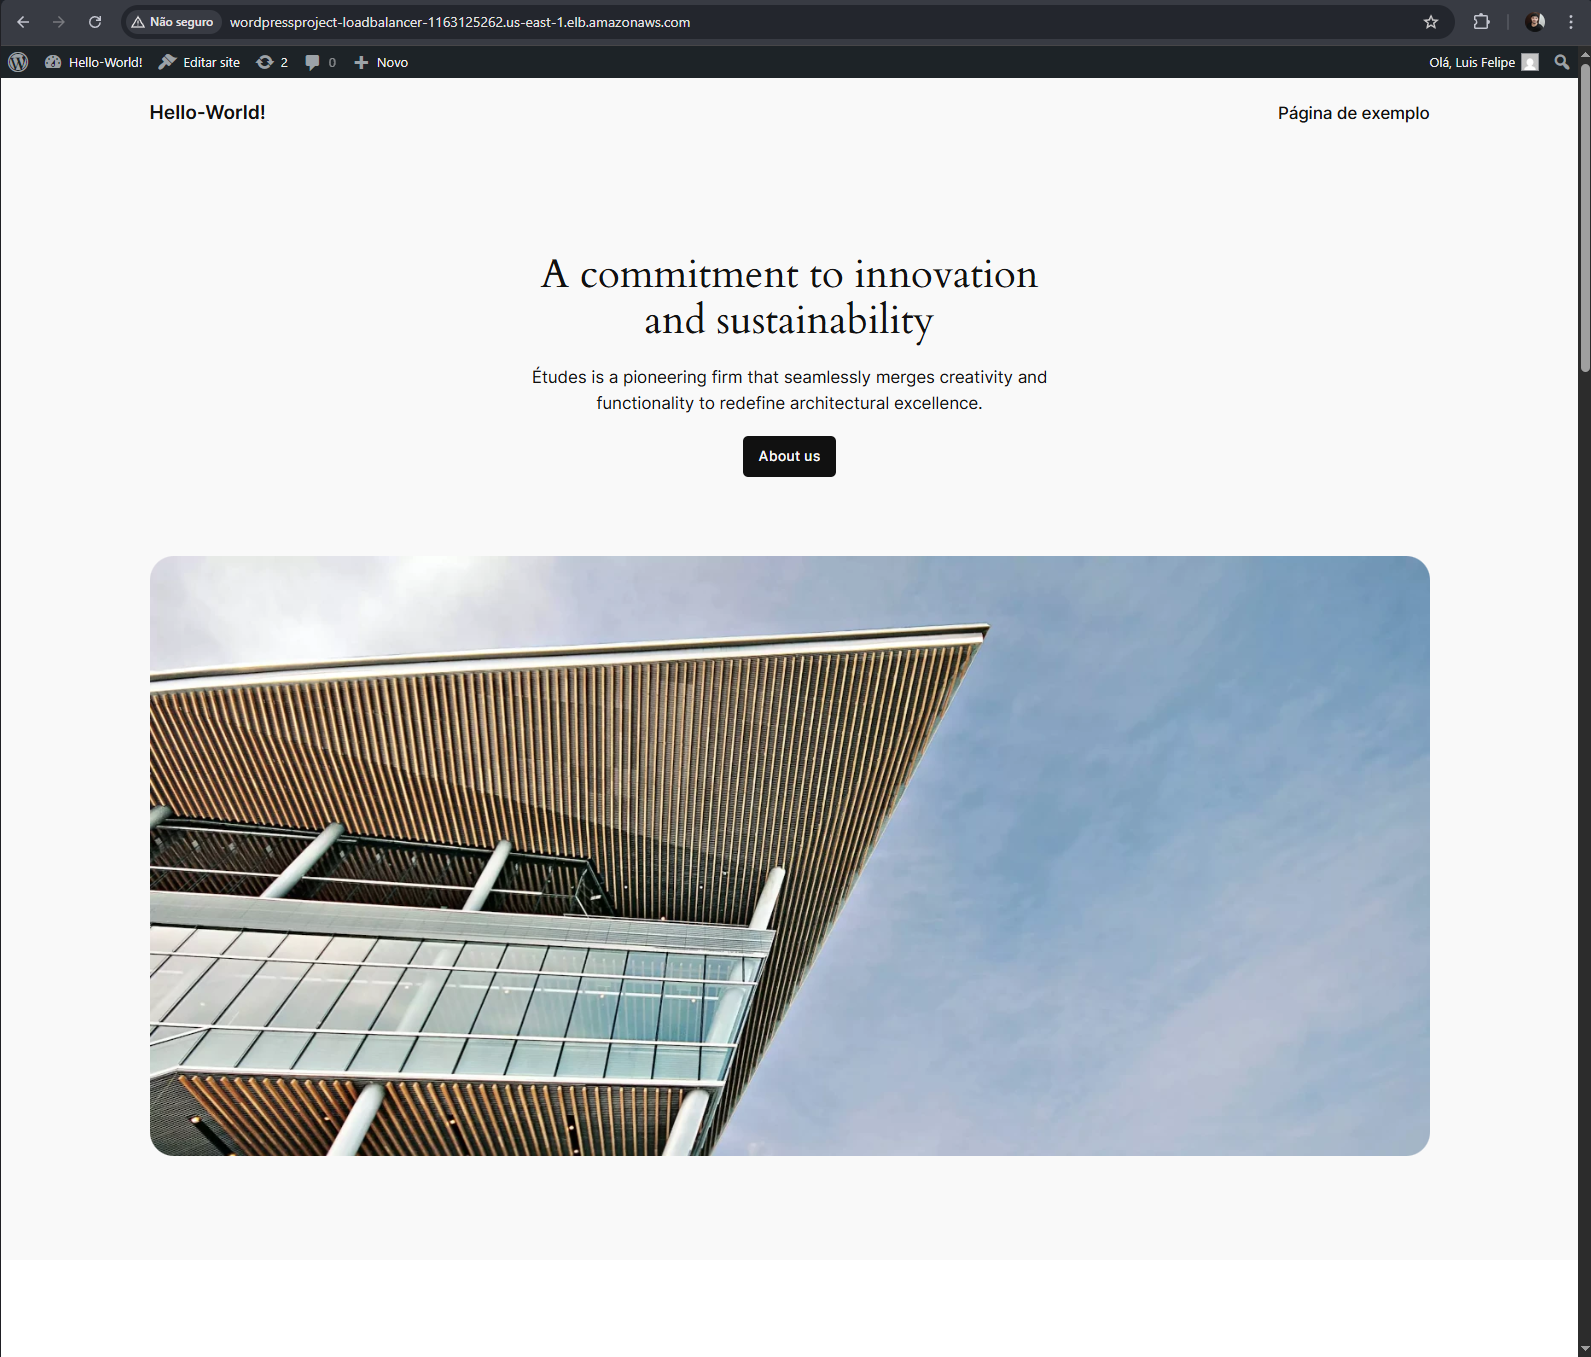 Não seguro wordpressproject-loadbalancer-1163125262.us-east-1.elb.amazonaws.com
Hello-World! Editar site 2 0 Novo Olá, Luis Felipe
Hello-World! Página de exemplo
A commitment to innovation
and sustainability
Études is a pioneering firm that seamlessly merges creativity and
functionality to redefine architectural excellence.
About us